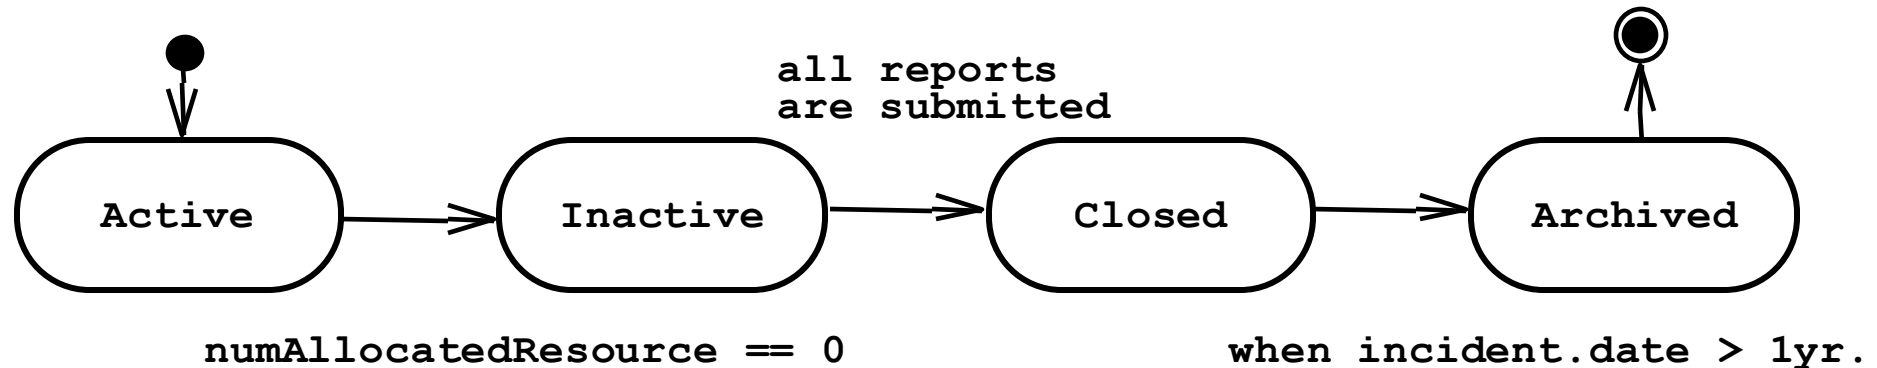 all reports
are submitted
Active
Inactive
Closed
Archived
numAllocatedResource == 0
when incident.date > 1yr.